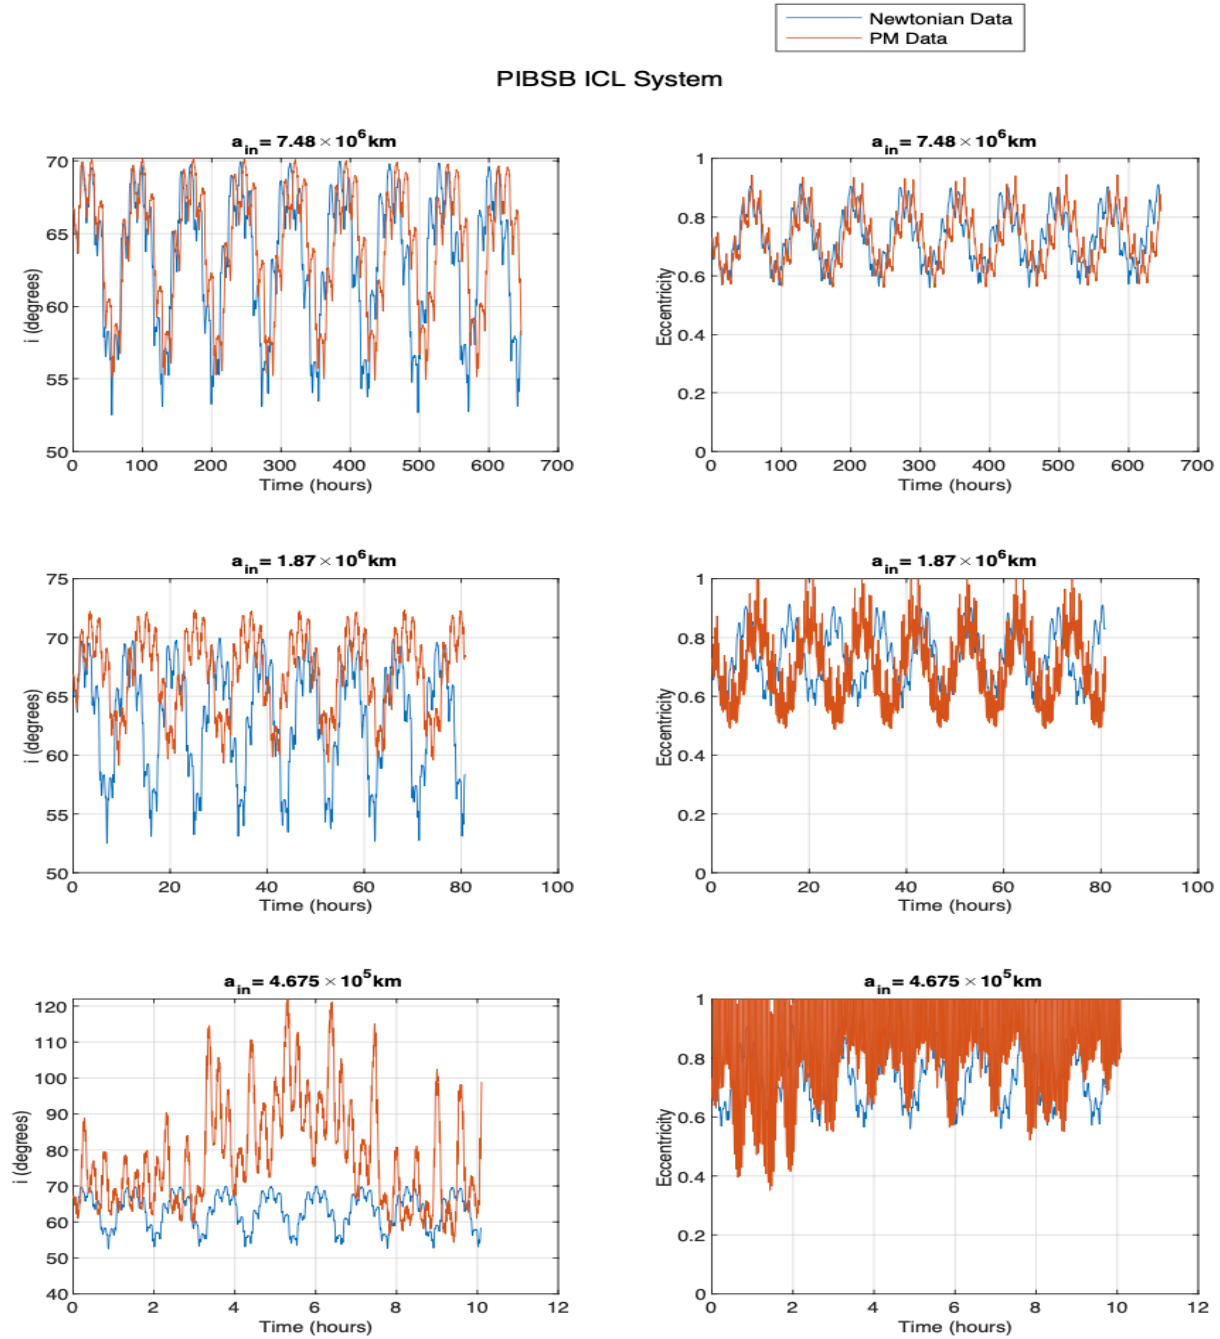 Newtonian Data
PM Data
PIBSB ICL System
a_in = 7.48 × 10^6 km
70
65
60
55
50
i (degrees)
0 100 200 300 400 500 600 700
Time (hours)
a_in = 7.48 × 10^6 km
1
0.8
0.6
0.4
0.2
0
Eccentricity
0 100 200 300 400 500 600 700
Time (hours)
a_in = 1.87 × 10^6 km
75
70
65
60
55
50
i (degrees)
0 20 40 60 80 100
Time (hours)
a_in = 1.87 × 10^6 km
1
0.8
0.6
0.4
0.2
0
Eccentricity
0 20 40 60 80 100
Time (hours)
a_in = 4.675 × 10^5 km
120
110
100
90
80
70
60
50
40
i (degrees)
0 2 4 6 8 10 12
Time (hours)
a_in = 4.675 × 10^5 km
1
0.8
0.6
0.4
0.2
0
Eccentricity
0 2 4 6 8 10 12
Time (hours)